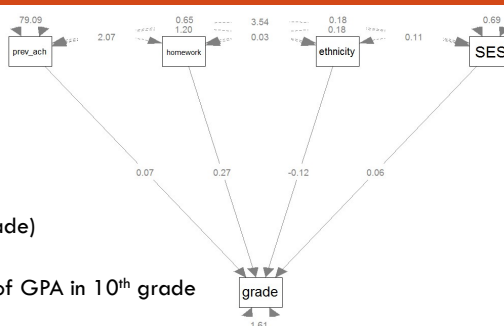 79.09 0.65 3.54 0.18 0.69
2.07 1.20 0.03 0.18 0.11
prev_ach homework ethnicity SES
0.07 0.27 -0.12 0.06
ade)
of GPA in 10th grade
grade
1.61